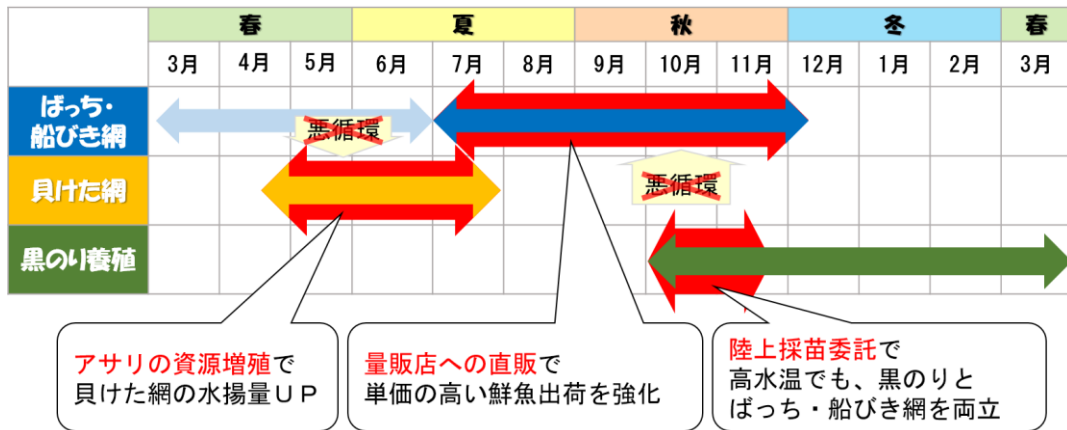 春 夏 秋 冬 春
3月 4月 5月 6月 7月 8月 9月 10月 11月 12月 1月 2月 3月
ばっち・
船びき網
悪循環
貝けた網
悪循環
黒のり養殖
アサリの資源増殖で
貝けた網の水揚量UP
量販店への直販で
単価の高い鮮魚出荷を強化
陸上採苗委託で
高水温でも、黒のりと
ばっち・船びき網を両立